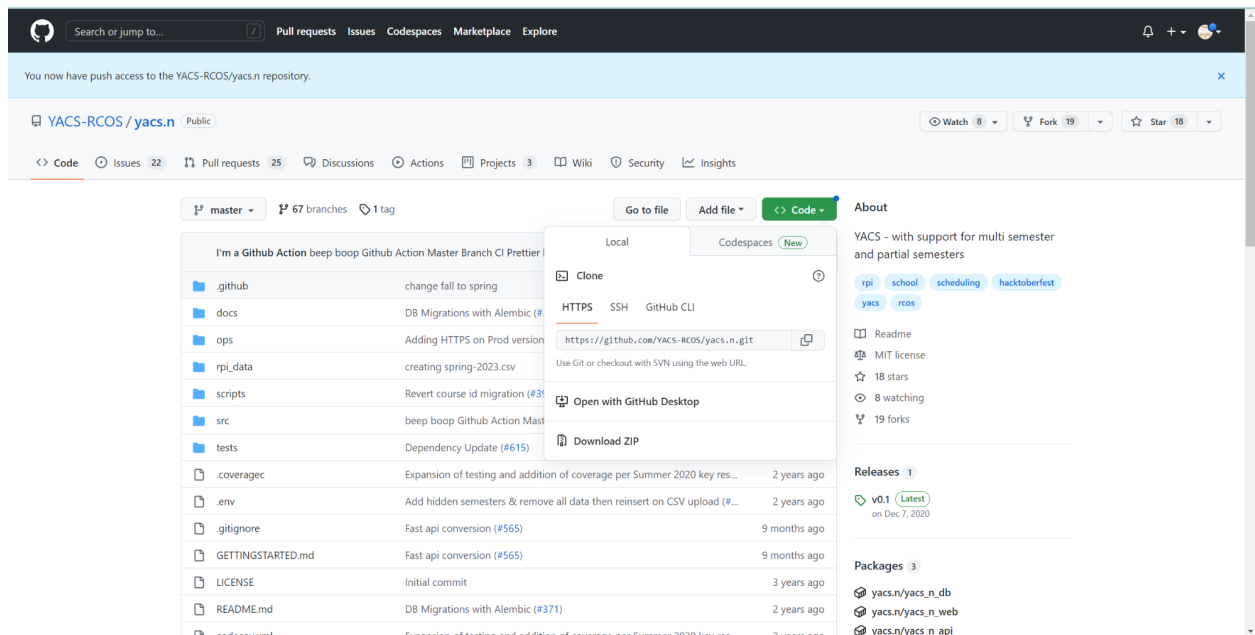 Search or jump to... /
Pull requests Issues Codespaces Marketplace Explore
You now have push access to the YACS-RCOS/yacs.n repository.
YACS-RCOS / yacs.n Public
Watch 8 Fork 19 Star 18
Code Issues 22 Pull requests 25 Discussions Actions Projects 3 Wiki Security Insights
master 67 branches 1 tag Go to file Add file Code
I'm a Github Action beep boop Github Action Master Branch CI Prettier
.github change fall to spring
docs DB Migrations with Alembic (#
ops Adding HTTPS on Prod version
rpi_data creating spring-2023.csv
scripts Revert course id migration (#39
src beep boop Github Action Mast
tests Dependency Update (#615)
.coveragec Expansion of testing and addition of coverage per Summer 2020 key res... 2 years ago
.env Add hidden semesters & remove all data then reinsert on CSV upload (#... 2 years ago
.gitignore Fast api conversion (#565) 9 months ago
GETTINGSTARTED.md Fast api conversion (#565) 9 months ago
LICENSE Initial commit 3 years ago
README.md DB Migrations with Alembic (#371) 2 years ago
Local Codespaces New
Clone
HTTPS SSH GitHub CLI
https://github.com/YACS-RCOS/yacs.n.git
Use Git or checkout with SVN using the web URL.
Open with GitHub Desktop
Download ZIP
About
YACS - with support for multi semester
and partial semesters
rpi school scheduling hacktoberfest
yacs rcos
Readme
MIT license
18 stars
8 watching
19 forks
Releases 1
v0.1 Latest
on Dec 7, 2020
Packages 3
yacs.n/yacs_n_db
yacs.n/yacs_n_web
yacs.n/yacs_n_api